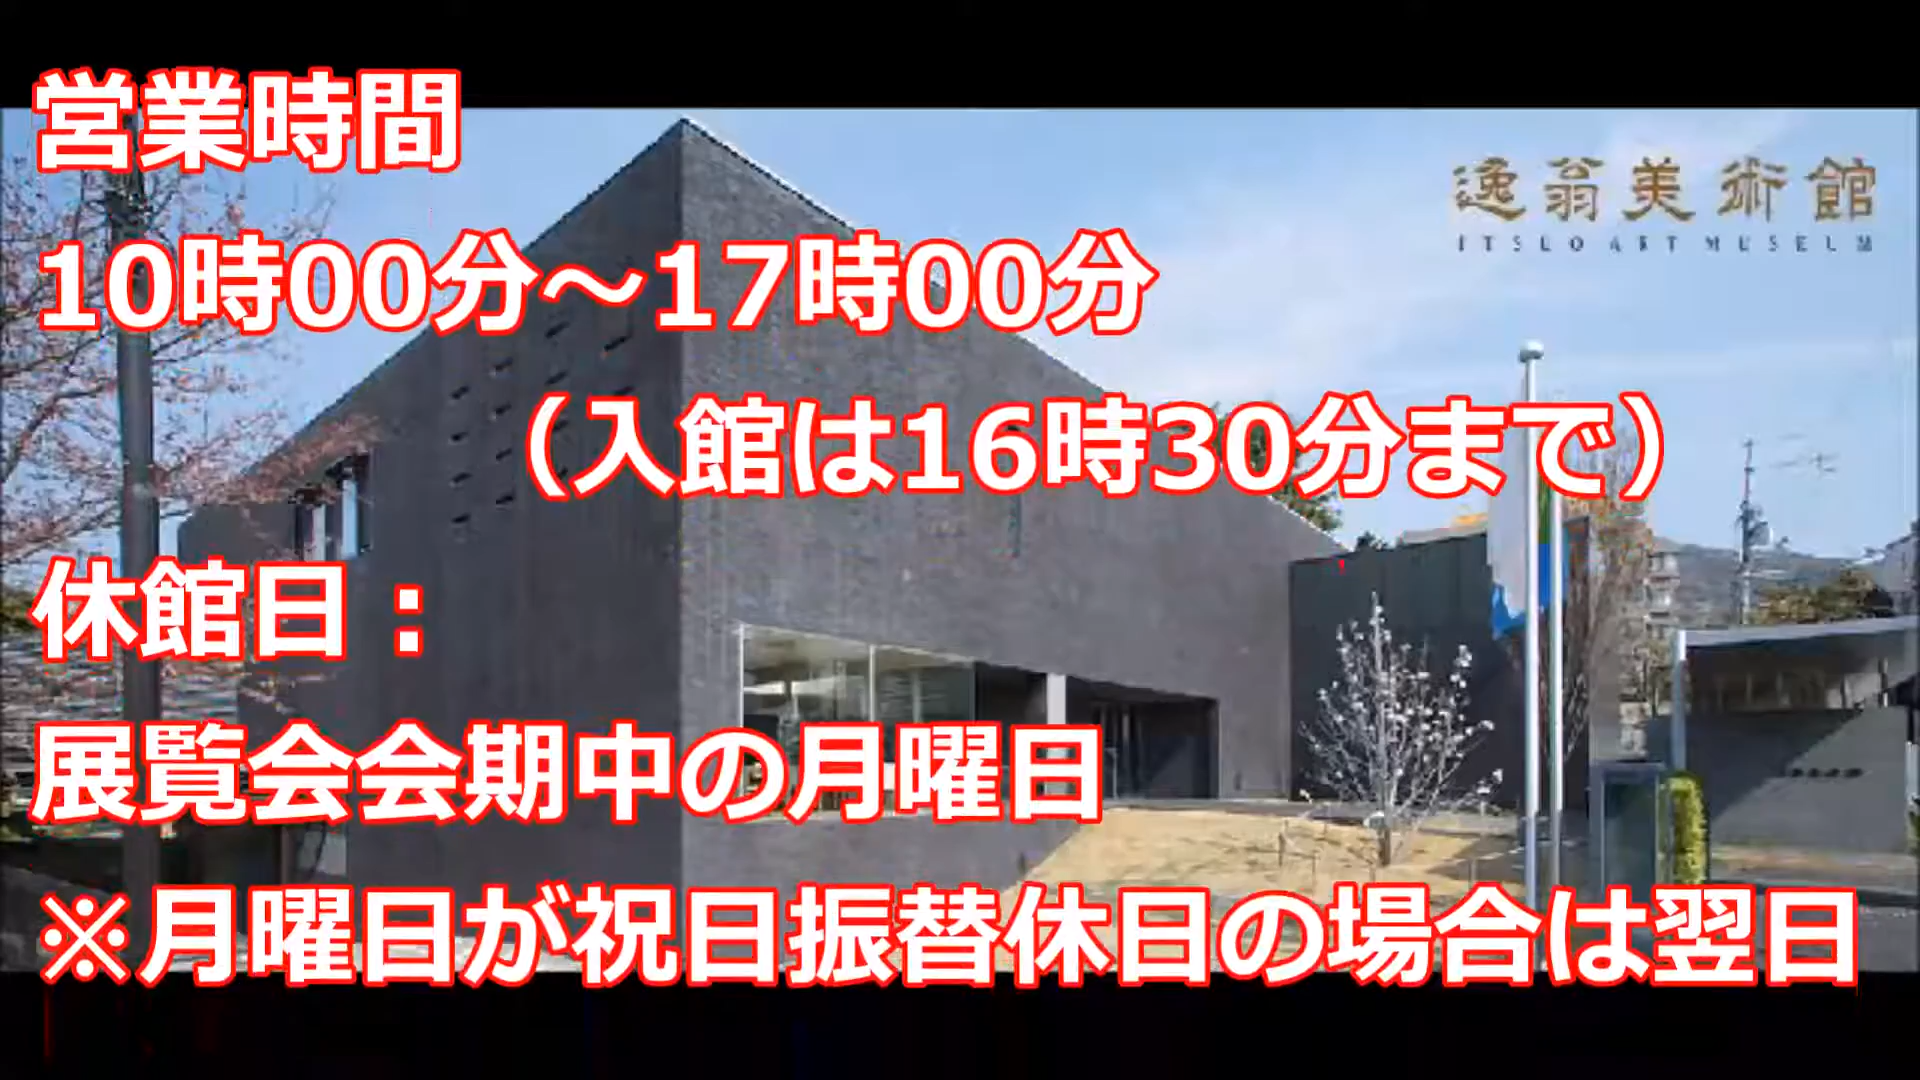 営業時間
逸翁美術館
ITSUO ART MUSEUM
10時00分～17時00分
（入館は16時30分まで）
休館日：
展覧会会期中の月曜日
※月曜日が祝日振替休日の場合は翌日